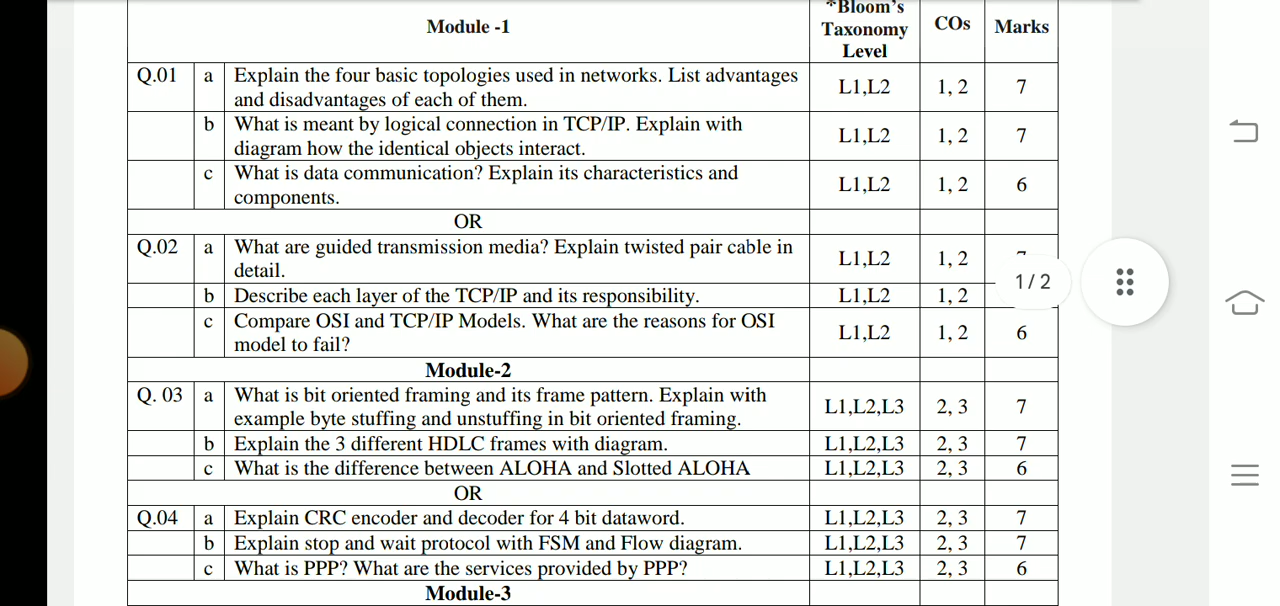 Module -1
*Bloom's
Taxonomy
Level
COs
Marks
Q.01 a Explain the four basic topologies used in networks. List advantages
and disadvantages of each of them.
L1,L2 1, 2 7
b What is meant by logical connection in TCP/IP. Explain with
diagram how the identical objects interact.
L1,L2 1, 2 7
c What is data communication? Explain its characteristics and
components.
L1,L2 1, 2 6
OR
Q.02 a What are guided transmission media? Explain twisted pair cable in
detail.
L1,L2 1, 2
1 / 2
b Describe each layer of the TCP/IP and its responsibility. L1,L2 1, 2
c Compare OSI and TCP/IP Models. What are the reasons for OSI
model to fail?
L1,L2 1, 2 6
Module-2
Q. 03 a What is bit oriented framing and its frame pattern. Explain with
example byte stuffing and unstuffing in bit oriented framing.
L1,L2,L3 2, 3 7
b Explain the 3 different HDLC frames with diagram. L1,L2,L3 2, 3 7
c What is the difference between ALOHA and Slotted ALOHA L1,L2,L3 2, 3 6
OR
Q.04 a Explain CRC encoder and decoder for 4 bit dataword. L1,L2,L3 2, 3 7
b Explain stop and wait protocol with FSM and Flow diagram. L1,L2,L3 2, 3 7
c What is PPP? What are the services provided by PPP? L1,L2,L3 2, 3 6
Module-3